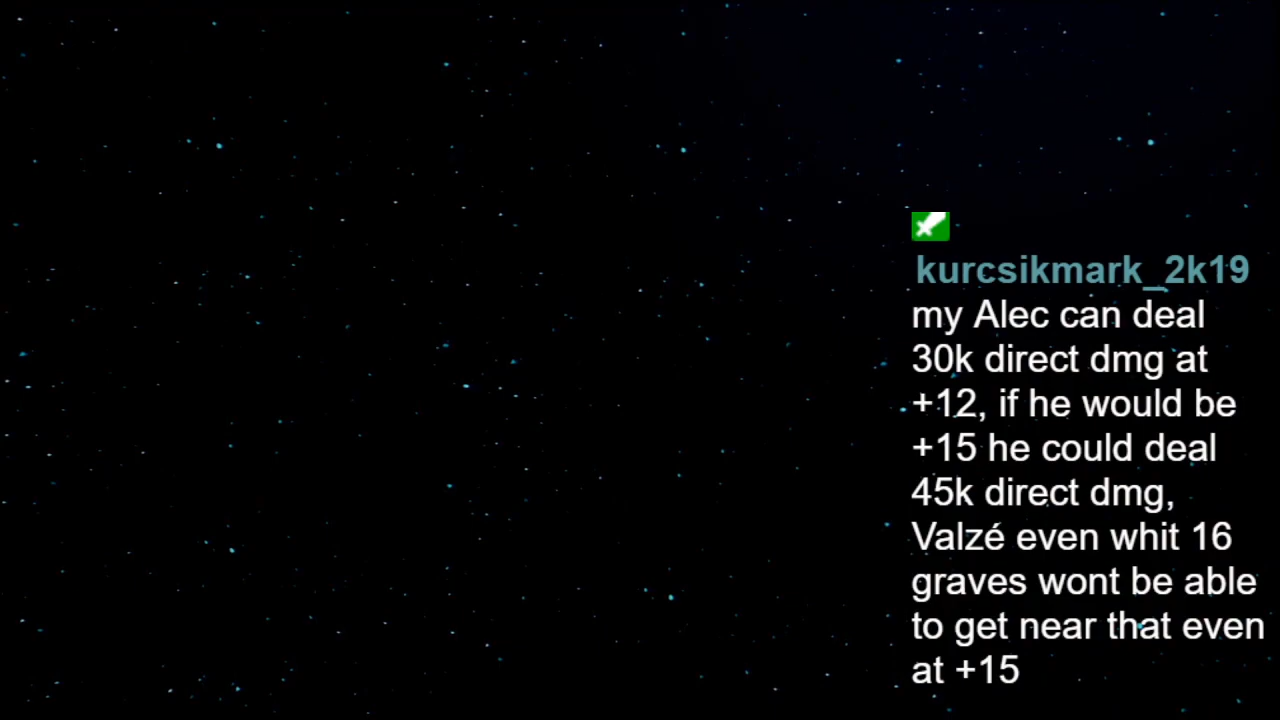 kurcsikmark_2k19
my Alec can deal
30k direct dmg at
+12, if he would be
+15 he could deal
45k direct dmg,
Valzé even whit 16
graves wont be able
to get near that even
at +15